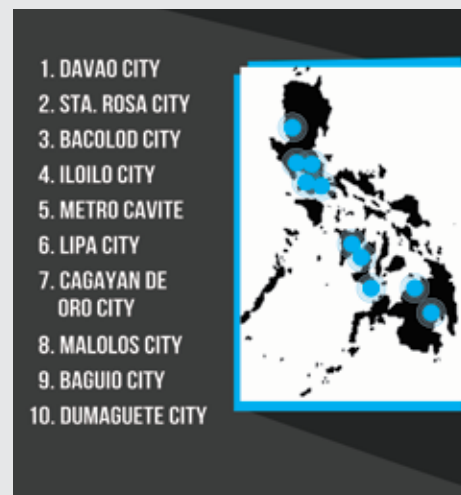 1. DAVAO CITY
2. STA. ROSA CITY
3. BACOLOD CITY
4. ILOILO CITY
5. METRO CAVITE
6. LIPA CITY
7. CAGAYAN DE
ORO CITY
8. MALOLOS CITY
9. BAGUIO CITY
10. DUMAGUETE CITY